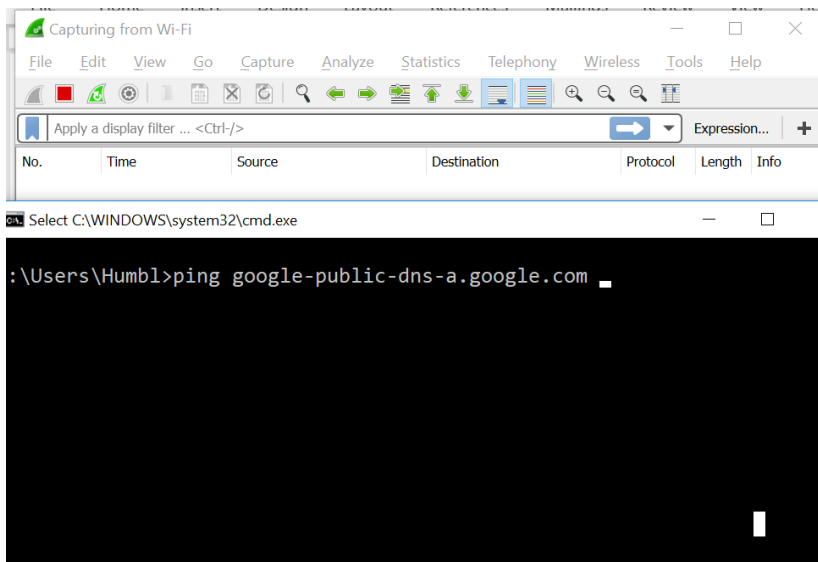 Capturing from Wi-Fi
File Edit View Go Capture Analyze Statistics Telephony Wireless Tools Help
Apply a display filter ... <Ctrl-/> Expression... +
No. Time Source Destination Protocol Length Info
Select C:\WINDOWS\system32\cmd.exe
:\Users\Humbl>ping google-public-dns-a.google.com